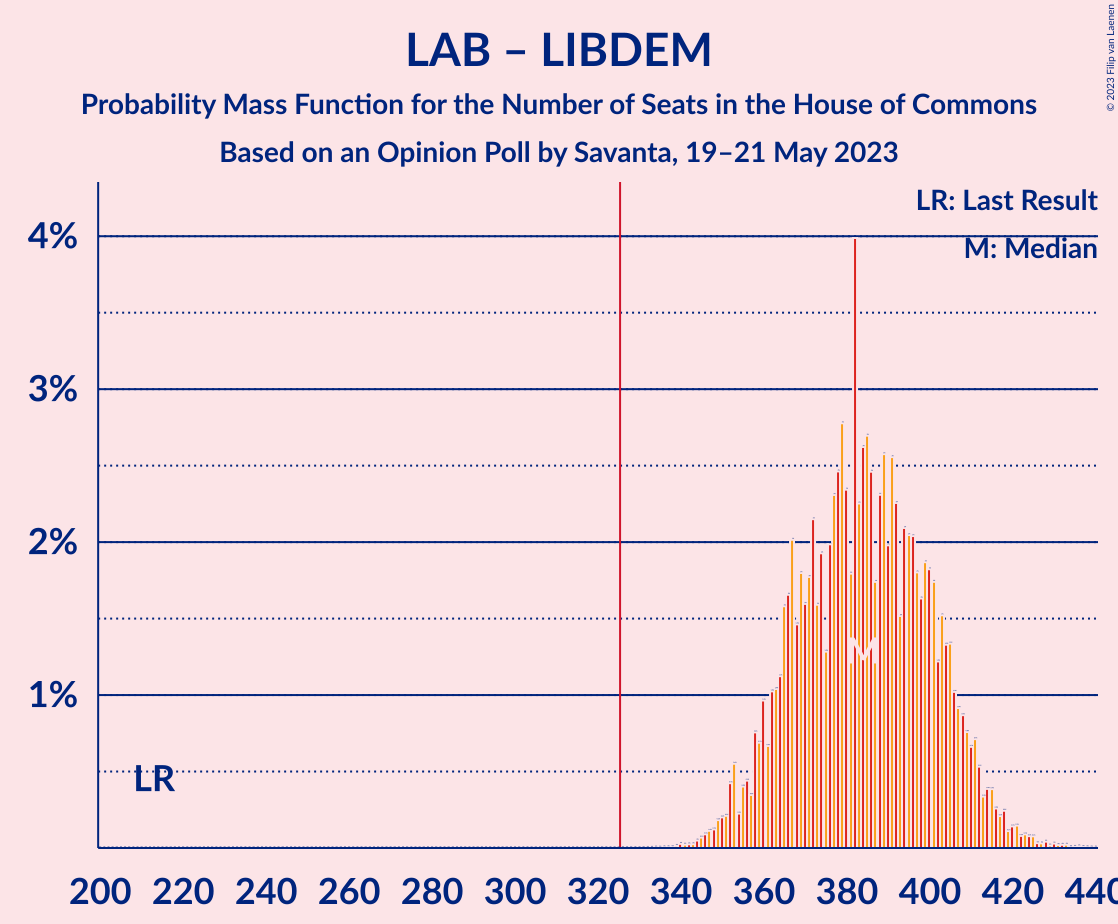 © 2023 Filip van Laenen
LAB – LIBDEM
Probability Mass Function for the Number of Seats in the House of Commons
Based on an Opinion Poll by Savanta, 19–21 May 2023
LR: Last Result
M: Median
4%
3%
2%
1%
M
LR
200 220 240 260 280 300 320 340 360 380 400 420 440